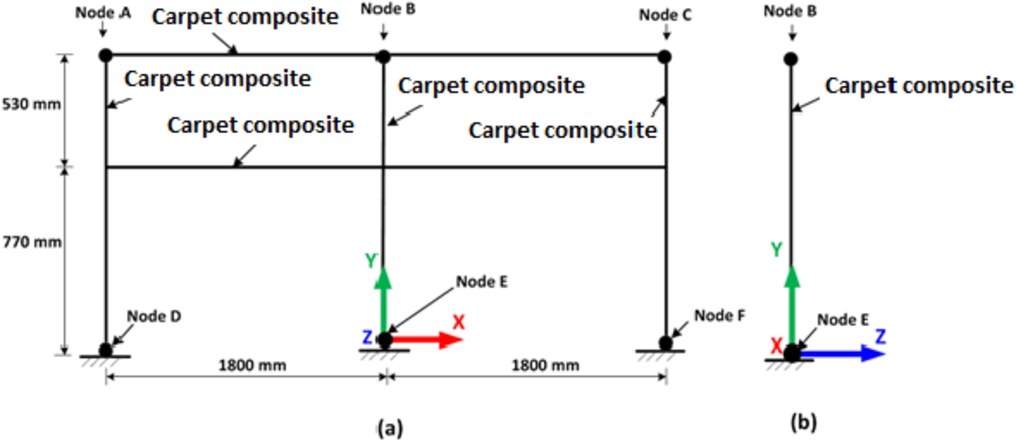 Node A
Carpet composite
Node B
Node C
Node B
Carpet composite
Carpet composite
Carpet composite
530 mm
Carpet composite
Carpet composite
770 mm
Y
Node E
Y
Node D
Z
X
Node F
X
Node E
Z
1800 mm
1800 mm
(a)
(b)